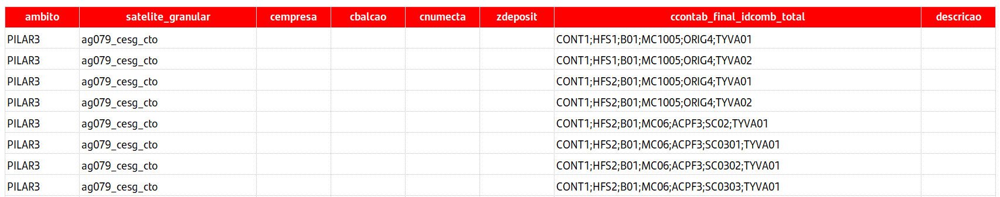 ambito satelite_granular cempresa cbalcao cnumecta zdeposit ccontab_final_idcomb_total descricao
PILAR3 ag079_cesg_cto CONT1;HFS1;B01;MC1005;ORIG4;TYVA01
PILAR3 ag079_cesg_cto CONT1;HFS1;B01;MC1005;ORIG4;TYVA02
PILAR3 ag079_cesg_cto CONT1;HFS2;B01;MC1005;ORIG4;TYVA01
PILAR3 ag079_cesg_cto CONT1;HFS2;B01;MC1005;ORIG4;TYVA02
PILAR3 ag079_cesg_cto CONT1;HFS2;B01;MC06;ACPF3;SC02;TYVA01
PILAR3 ag079_cesg_cto CONT1;HFS2;B01;MC06;ACPF3;SC0301;TYVA01
PILAR3 ag079_cesg_cto CONT1;HFS2;B01;MC06;ACPF3;SC0302;TYVA01
PILAR3 ag079_cesg_cto CONT1;HFS2;B01;MC06;ACPF3;SC0303;TYVA01